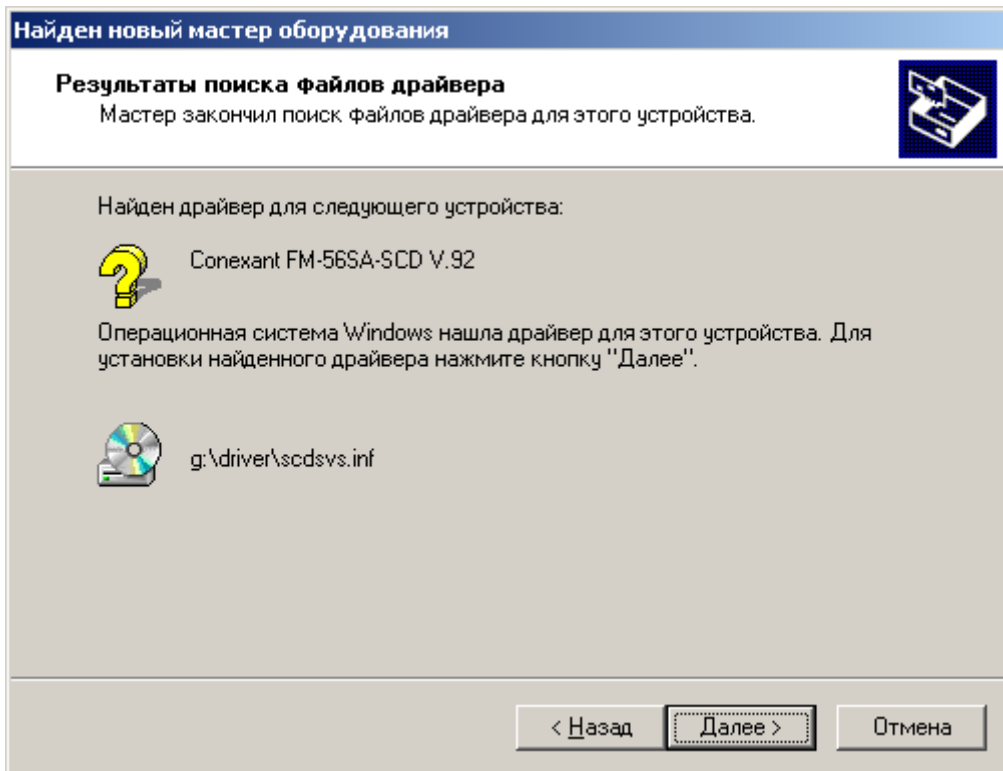 Найден новый мастер оборудования
Результаты поиска файлов драйвера
Мастер закончил поиск файлов драйвера для этого устройства.
Найден драйвер для следующего устройства:
Conexant FM-56SA-SCD V.92
Операционная система Windows нашла драйвер для этого устройства. Для
установки найденного драйвера нажмите кнопку "Далее".
g:\driver\scdsvs.inf
< Назад Далее > Отмена